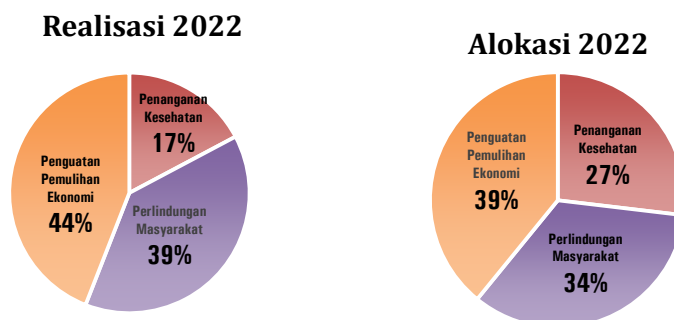 Realisasi 2022
Penanganan
Kesehatan
17%
Penguatan
Pemulihan
Ekonomi
44%
Perlindungan
Masyarakat
39%
Alokasi 2022
Penguatan
Pemulihan
Ekonomi
39%
Penanganan
Kesehatan
27%
Perlindungan
Masyarakat
34%